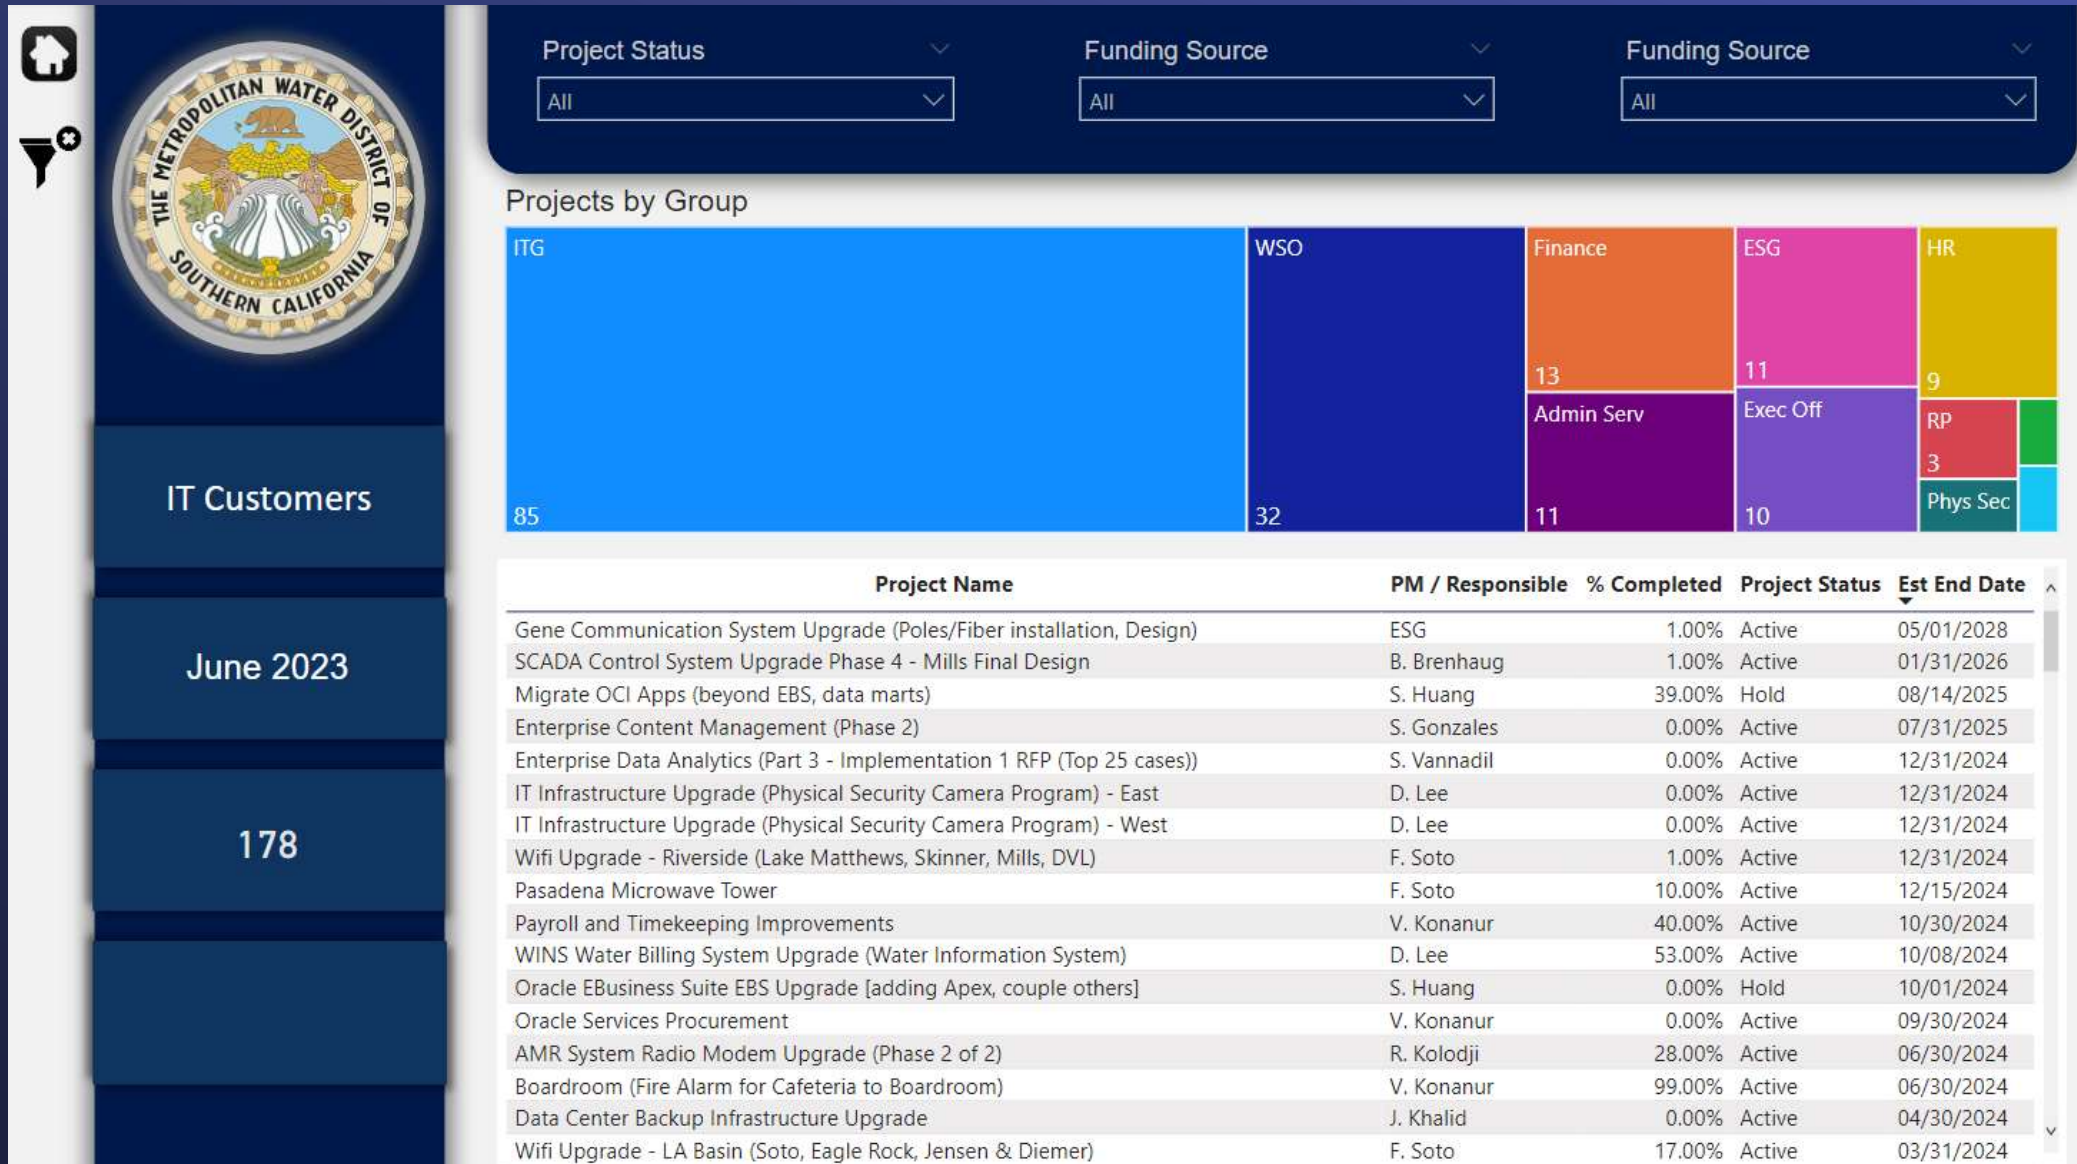 THE METROPOLITAN WATER DISTRICT OF
SOUTHERN CALIFORNIA
IT Customers
June 2023
178
Project Status
All
Funding Source
All
Funding Source
All
Projects by Group
ITG
85
WSO
32
Finance
13
Admin Serv
11
ESG
11
Exec Off
10
HR
9
RP
3
Phys Sec
Project Name PM / Responsible % Completed Project Status Est End Date
Gene Communication System Upgrade (Poles/Fiber installation, Design) ESG 1.00% Active 05/01/2028
SCADA Control System Upgrade Phase 4 - Mills Final Design B. Brenhaug 1.00% Active 01/31/2026
Migrate OCI Apps (beyond EBS, data marts) S. Huang 39.00% Hold 08/14/2025
Enterprise Content Management (Phase 2) S. Gonzales 0.00% Active 07/31/2025
Enterprise Data Analytics (Part 3 - Implementation 1 RFP (Top 25 cases)) S. Vannadil 0.00% Active 12/31/2024
IT Infrastructure Upgrade (Physical Security Camera Program) - East D. Lee 0.00% Active 12/31/2024
IT Infrastructure Upgrade (Physical Security Camera Program) - West D. Lee 0.00% Active 12/31/2024
Wifi Upgrade - Riverside (Lake Matthews, Skinner, Mills, DVL) F. Soto 1.00% Active 12/31/2024
Pasadena Microwave Tower F. Soto 10.00% Active 12/15/2024
Payroll and Timekeeping Improvements V. Konanur 40.00% Active 10/30/2024
WINS Water Billing System Upgrade (Water Information System) D. Lee 53.00% Active 10/08/2024
Oracle EBusiness Suite EBS Upgrade [adding Apex, couple others] S. Huang 0.00% Hold 10/01/2024
Oracle Services Procurement V. Konanur 0.00% Active 09/30/2024
AMR System Radio Modem Upgrade (Phase 2 of 2) R. Kolodji 28.00% Active 06/30/2024
Boardroom (Fire Alarm for Cafeteria to Boardroom) V. Konanur 99.00% Active 06/30/2024
Data Center Backup Infrastructure Upgrade J. Khalid 0.00% Active 04/30/2024
Wifi Upgrade - LA Basin (Soto, Eagle Rock, Jensen & Diemer) F. Soto 17.00% Active 03/31/2024